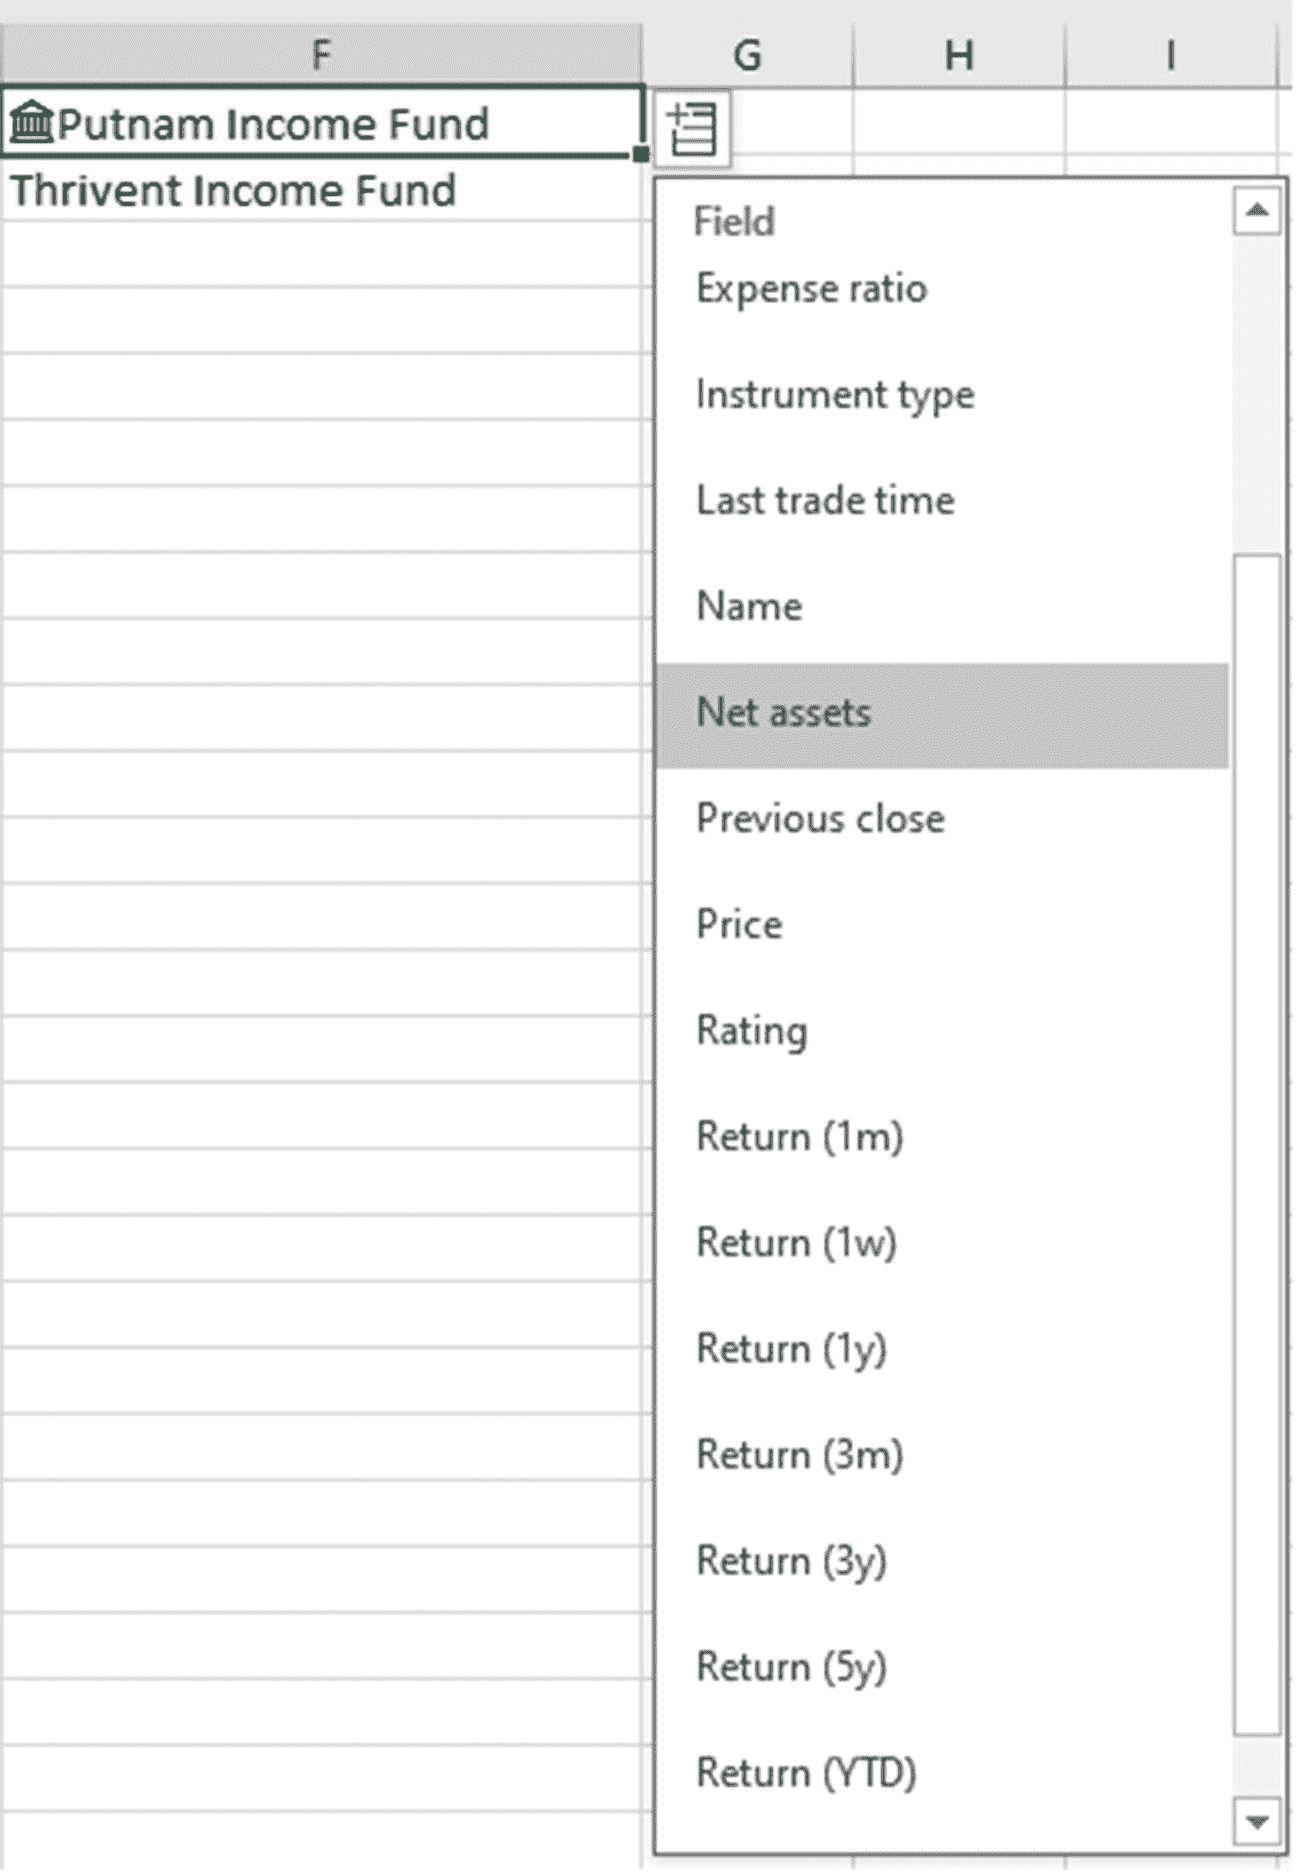 F G H I
Putnam Income Fund
Thrivent Income Fund
Field
Expense ratio
Instrument type
Last trade time
Name
Net assets
Previous close
Price
Rating
Return (1m)
Return (1w)
Return (1y)
Return (3m)
Return (3y)
Return (5y)
Return (YTD)